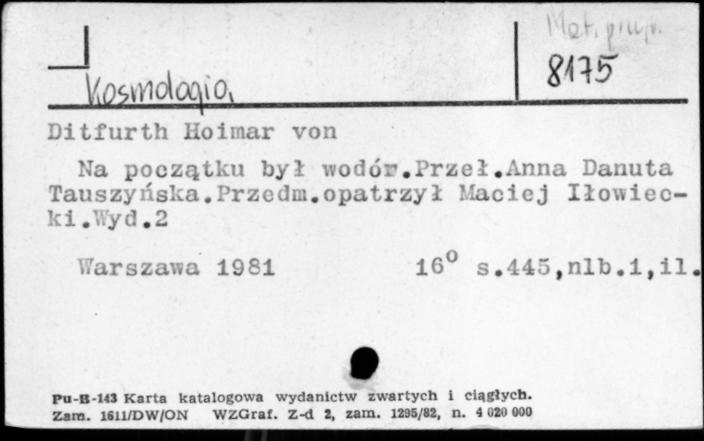 Mat. przyr.
8175
Kosmologia
Ditfurth Hoimar von
Na początku był wodór.Przeł.Anna Danuta
Tauszyńska.Przedm.opatrzył Maciej Iłowiec-
ki.Wyd.2
Warszawa 1981 16° s.445,nlb.1,il.
Pu-B-143 Karta katalogowa wydanictw zwartych i ciągłych.
Zam. 1611/DW/ON WZGraf. Z-d 2, zam. 1295/82, n. 4 020 000